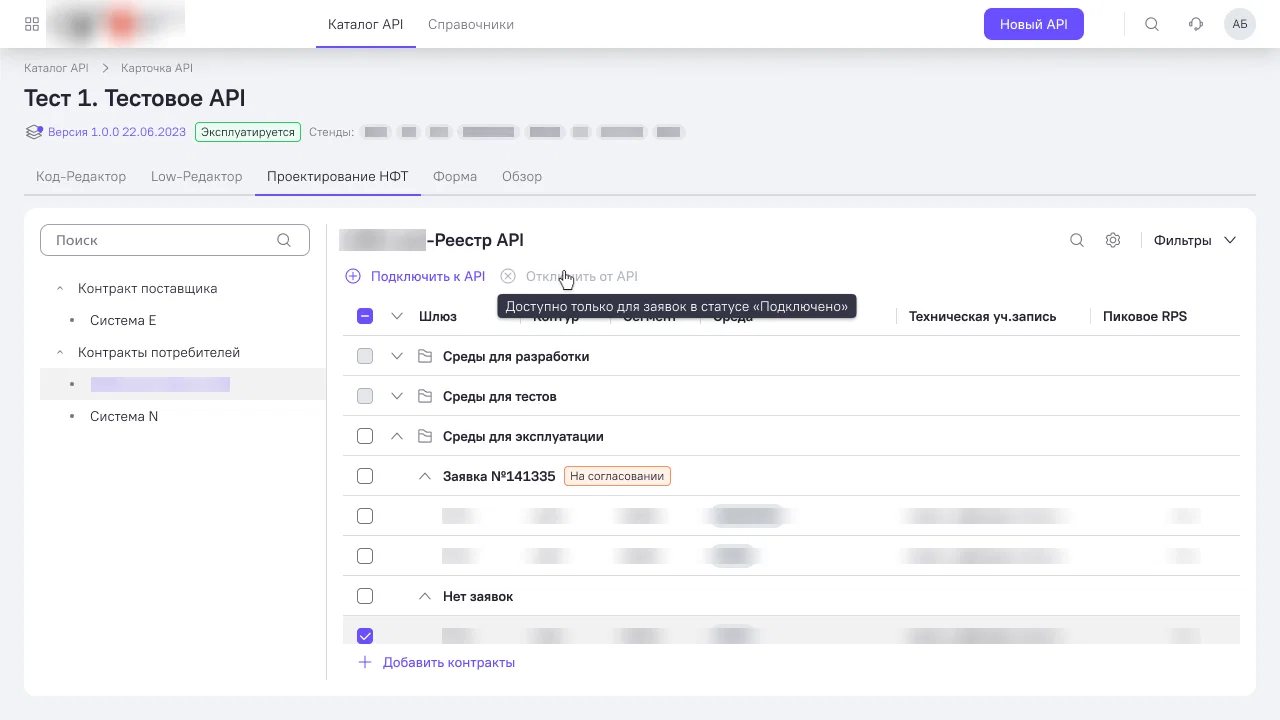 Каталог API Справочники Новый API АБ
Каталог API Карточка API
Тест 1. Тестовое API
Версия 1.0.0 22.06.2023 Эксплуатируется Стенды:
Код-Редактор Low-Редактор Проектирование НФТ Форма Обзор
Поиск
Контракт поставщика
Система E
Контракты потребителей
Система N
-Реестр API Фильтры
Подключить к API Отключить от API
Доступно только для заявок в статусе «Подключено»
Шлюз Контур Сегмент Среда Техническая уч.запись Пиковое RPS
Среды для разработки
Среды для тестов
Среды для эксплуатации
Заявка №141335 На согласовании
Нет заявок
Добавить контракты